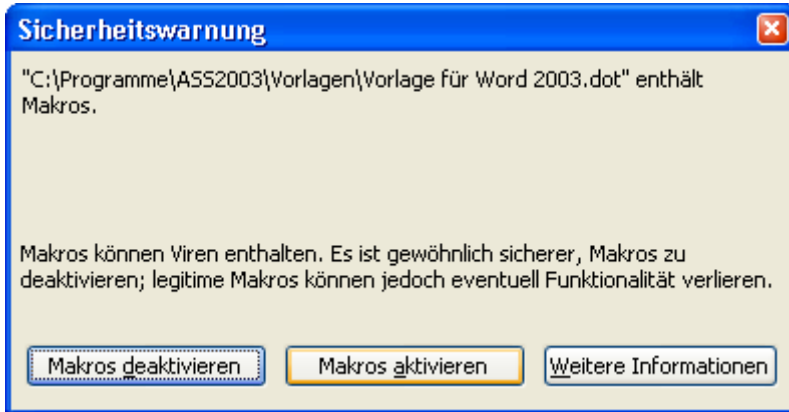 Sicherheitswarnung
"C:\Programme\ASS2003\Vorlagen\Vorlage für Word 2003.dot" enthält
Makros.
Makros können Viren enthalten. Es ist gewöhnlich sicherer, Makros zu
deaktivieren; legitime Makros können jedoch eventuell Funktionalität verlieren.
Makros deaktivieren Makros aktivieren Weitere Informationen